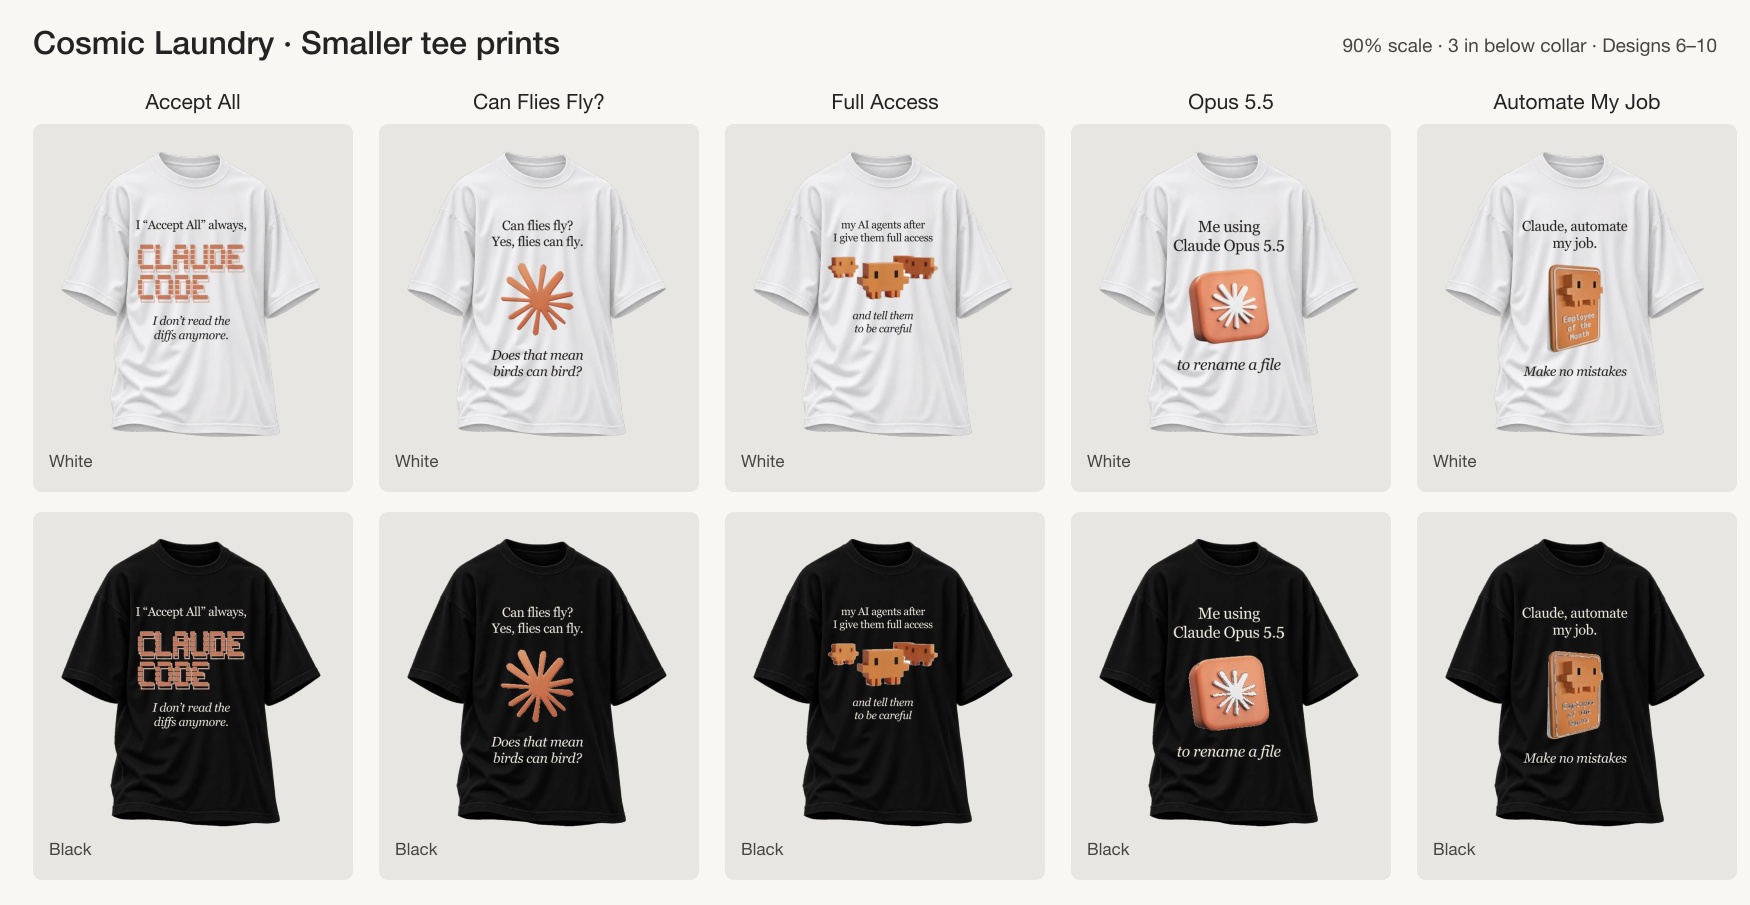 Cosmic Laundry · Smaller tee prints
90% scale · 3 in below collar · Designs 6–10
Accept All
Can Flies Fly?
Full Access
Opus 5.5
Automate My Job
I “Accept All” always,
CLAUDE
CODE
I don’t read the
diffs anymore.
White
Can flies fly?
Yes, flies can fly.
Does that mean
birds can bird?
White
my AI agents after
I give them full access
and tell them
to be careful
White
Me using
Claude Opus 5.5
to rename a file
White
Claude, automate
my job.
Employee
of the
Month
Make no mistakes
White
I “Accept All” always,
CLAUDE
CODE
I don’t read the
diffs anymore.
Black
Can flies fly?
Yes, flies can fly.
Does that mean
birds can bird?
Black
my AI agents after
I give them full access
and tell them
to be careful
Black
Me using
Claude Opus 5.5
to rename a file
Black
Claude, automate
my job.
Employee
of the
Month
Make no mistakes
Black